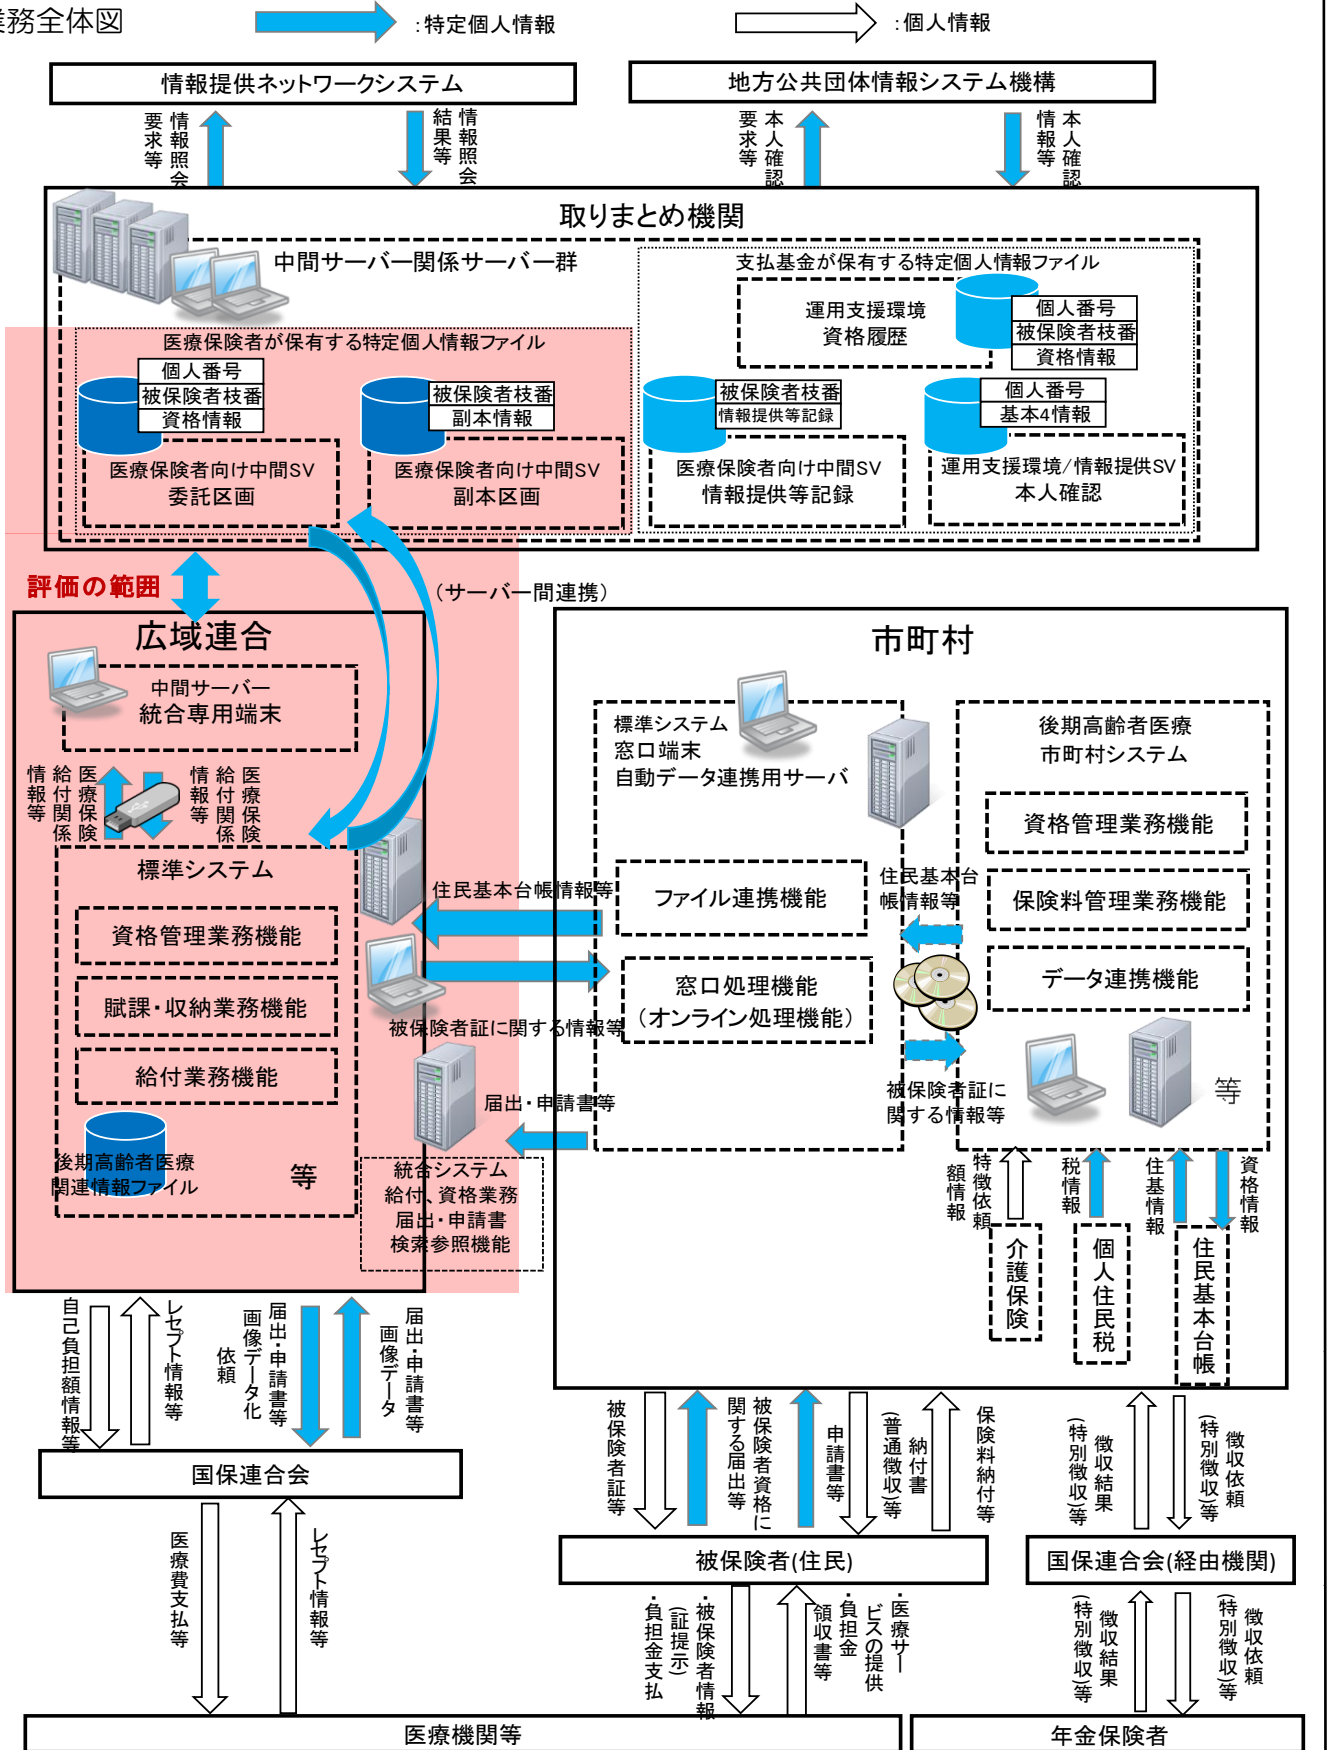 業務全体図
:特定個人情報
:個人情報
情報提供ネットワークシステム
地方公共団体情報システム機構
情報照会
要求等
情報照会
結果等
本人確認
要求等
本人確認
情報等
取りまとめ機関
中間サーバー関係サーバー群
支払基金が保有する特定個人情報ファイル
運用支援環境
資格履歴
個人番号
被保険者枝番
資格情報
医療保険者が保有する特定個人情報ファイル
個人番号
被保険者枝番
資格情報
被保険者枝番
副本情報
被保険者枝番
情報提供等記録
個人番号
基本4情報
医療保険者向け中間SV
委託区画
医療保険者向け中間SV
副本区画
医療保険者向け中間SV
情報提供等記録
運用支援環境/情報提供SV
本人確認
評価の範囲
(サーバー間連携)
広域連合
中間サーバー
統合専用端末
医療保険
給付関係
情報等
医療保険
給付関係
情報等
標準システム
資格管理業務機能
賦課・収納業務機能
給付業務機能
後期高齢者医療
関連情報ファイル
等
住民基本台帳情報等
被保険者証に関する情報等
届出・申請書等
統合システム
給付、資格業務
届出・申請書
検索参照機能
市町村
標準システム
窓口端末
自動データ連携用サーバ
ファイル連携機能
窓口処理機能
(オンライン処理機能)
住民基本台
帳情報等
被保険者証に
関する情報等
後期高齢者医療
市町村システム
資格管理業務機能
保険料管理業務機能
データ連携機能
等
特徴依頼
額情報
税情報
住基情報
資格情報
介護保険
個人住民税
住民基本台帳
自己負担額情報等
レセプト情報等
届出・申請書等
画像データ化
依頼
届出・申請書等
画像データ
国保連合会
医療費支払等
レセプト情報等
被保険者証等
被保険者資格に
関する届出等
申請書等
納付書
(普通徴収)等
保険料納付等
徴収結果
(特別徴収)等
徴収依頼
(特別徴収)等
被保険者(住民)
国保連合会(経由機関)
・被保険者情報
(証提示)
・負担金支払
・医療サー
ビスの提供
・負担金
領収書等
徴収結果
(特別徴収)等
徴収依頼
(特別徴収)等
医療機関等
年金保険者